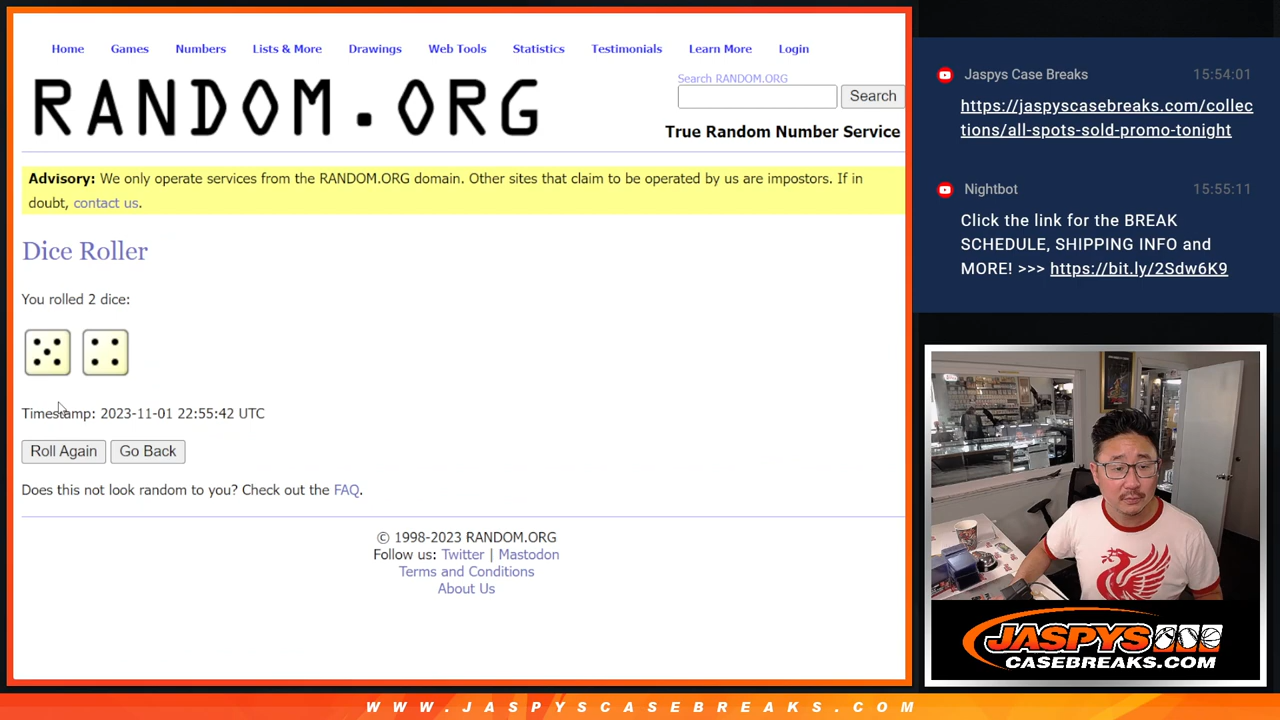 Home Games Numbers Lists & More Drawings Web Tools Statistics Testimonials Learn More Login
RANDOM.ORG
Search RANDOM.ORG
Search
True Random Number Service
Advisory: We only operate services from the RANDOM.ORG domain. Other sites that claim to be operated by us are impostors. If in
doubt, contact us.
Dice Roller
You rolled 2 dice:
Timestamp: 2023-11-01 22:55:42 UTC
Roll Again Go Back
Does this not look random to you? Check out the FAQ.
© 1998-2023 RANDOM.ORG
Follow us: Twitter | Mastodon
Terms and Conditions
About Us
Jaspys Case Breaks 15:54:01
https://jaspyscasebreaks.com/collec
tions/all-spots-sold-promo-tonight
Nightbot 15:55:11
Click the link for the BREAK
SCHEDULE, SHIPPING INFO and
MORE! >>> https://bit.ly/2Sdw6K9
JASPYS
CASEBREAKS.COM
WWW.JASPYSCASEBREAKS.COM